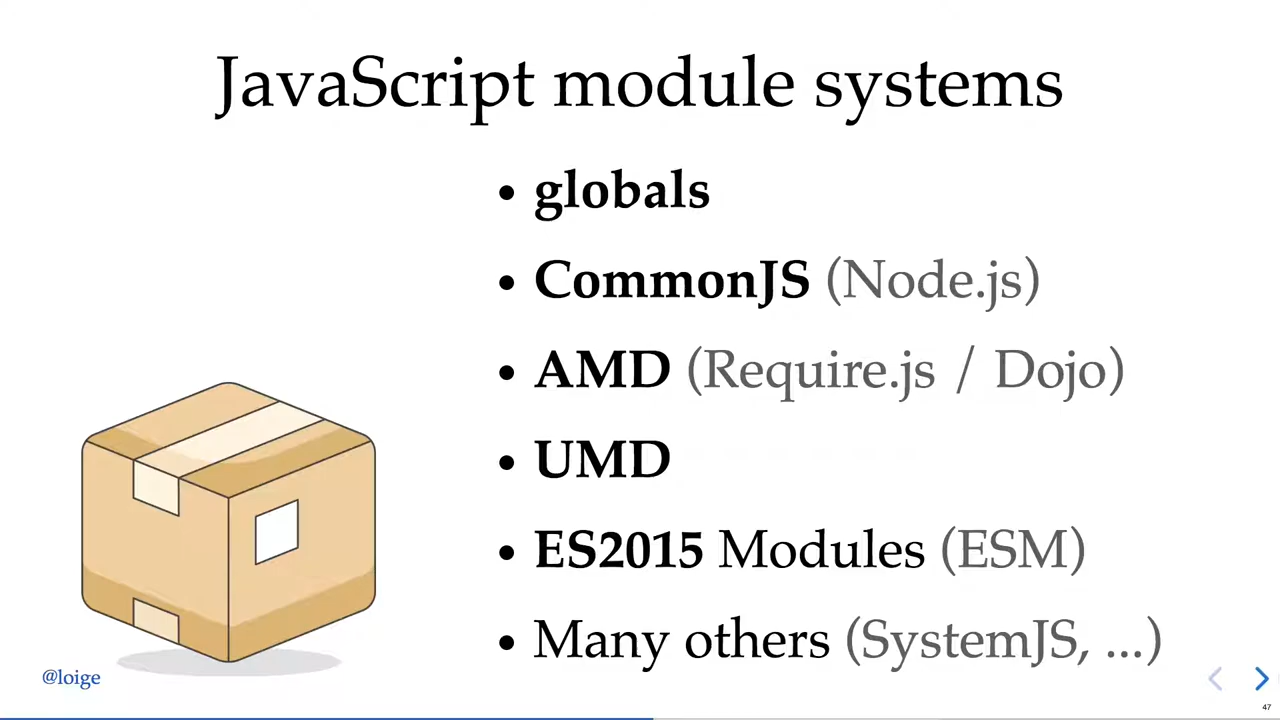 JavaScript module systems
• globals
• CommonJS (Node.js)
• AMD (Require.js / Dojo)
• UMD
• ES2015 Modules (ESM)
• Many others (SystemJS, ...)
@loige
47